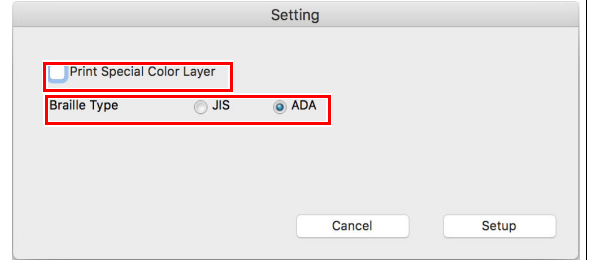 Setting
Print Special Color Layer
Braille Type JIS ADA
Cancel Setup